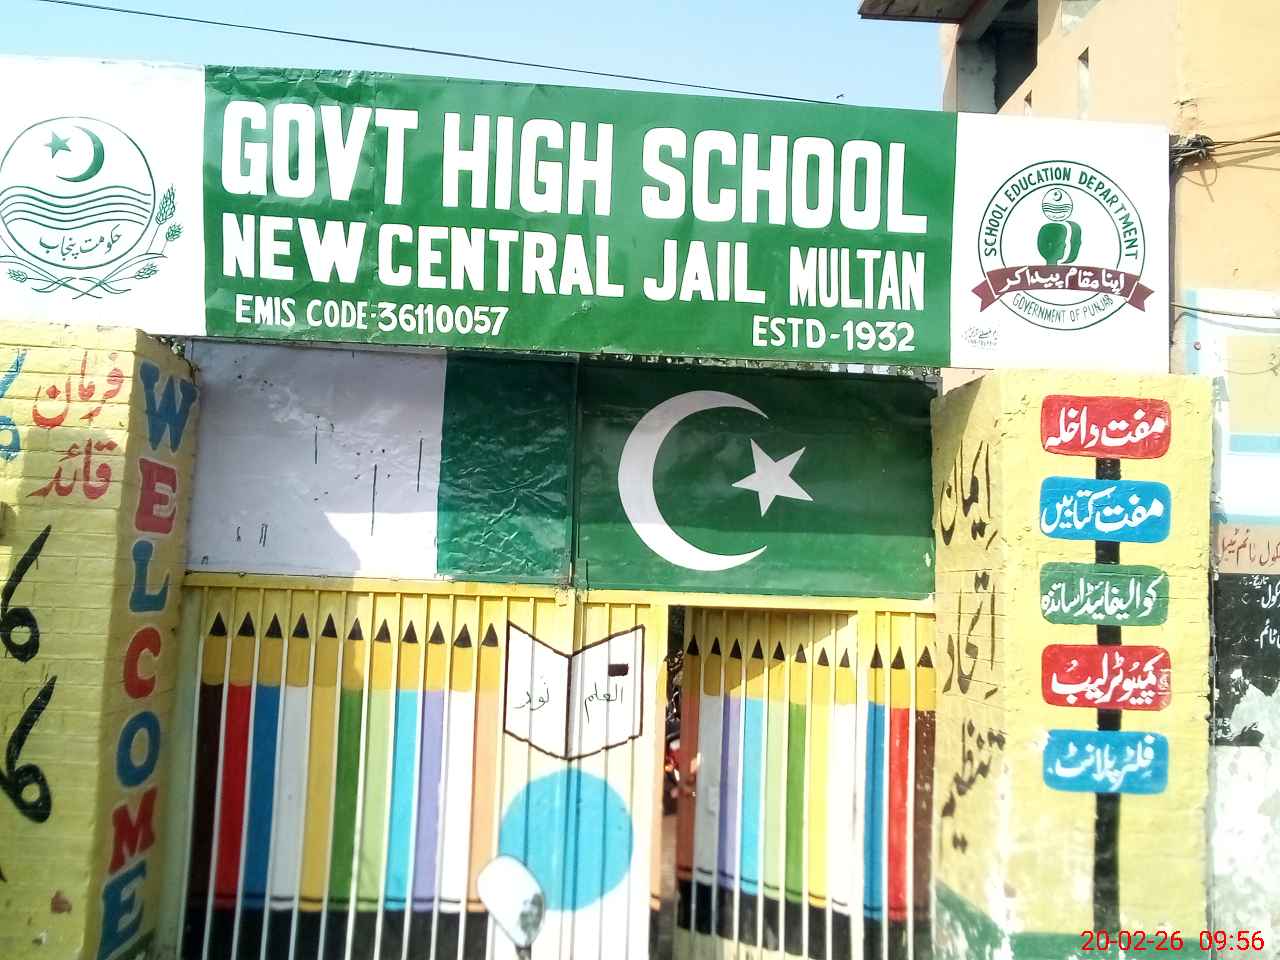 GOVT HIGH SCHOOL
NEW CENTRAL JAIL MULTAN
EMIS CODE-36110057
ESTD-1932
حکومت پنجاب
SCHOOL EDUCATION DEPARTMENT
اپنا مقام پیدا کر
GOVERNMENT OF PUNJAB
فرمان
قائد
کام
کام
WELCOME
العلم
نور
ایمان
اتحاد
تنظیم
مفت داخلہ
مفت کتابیں
کوالیفائیڈ اساتذہ
کمپیوٹر لیب
فلٹر پلانٹ
20-02-26 09:56